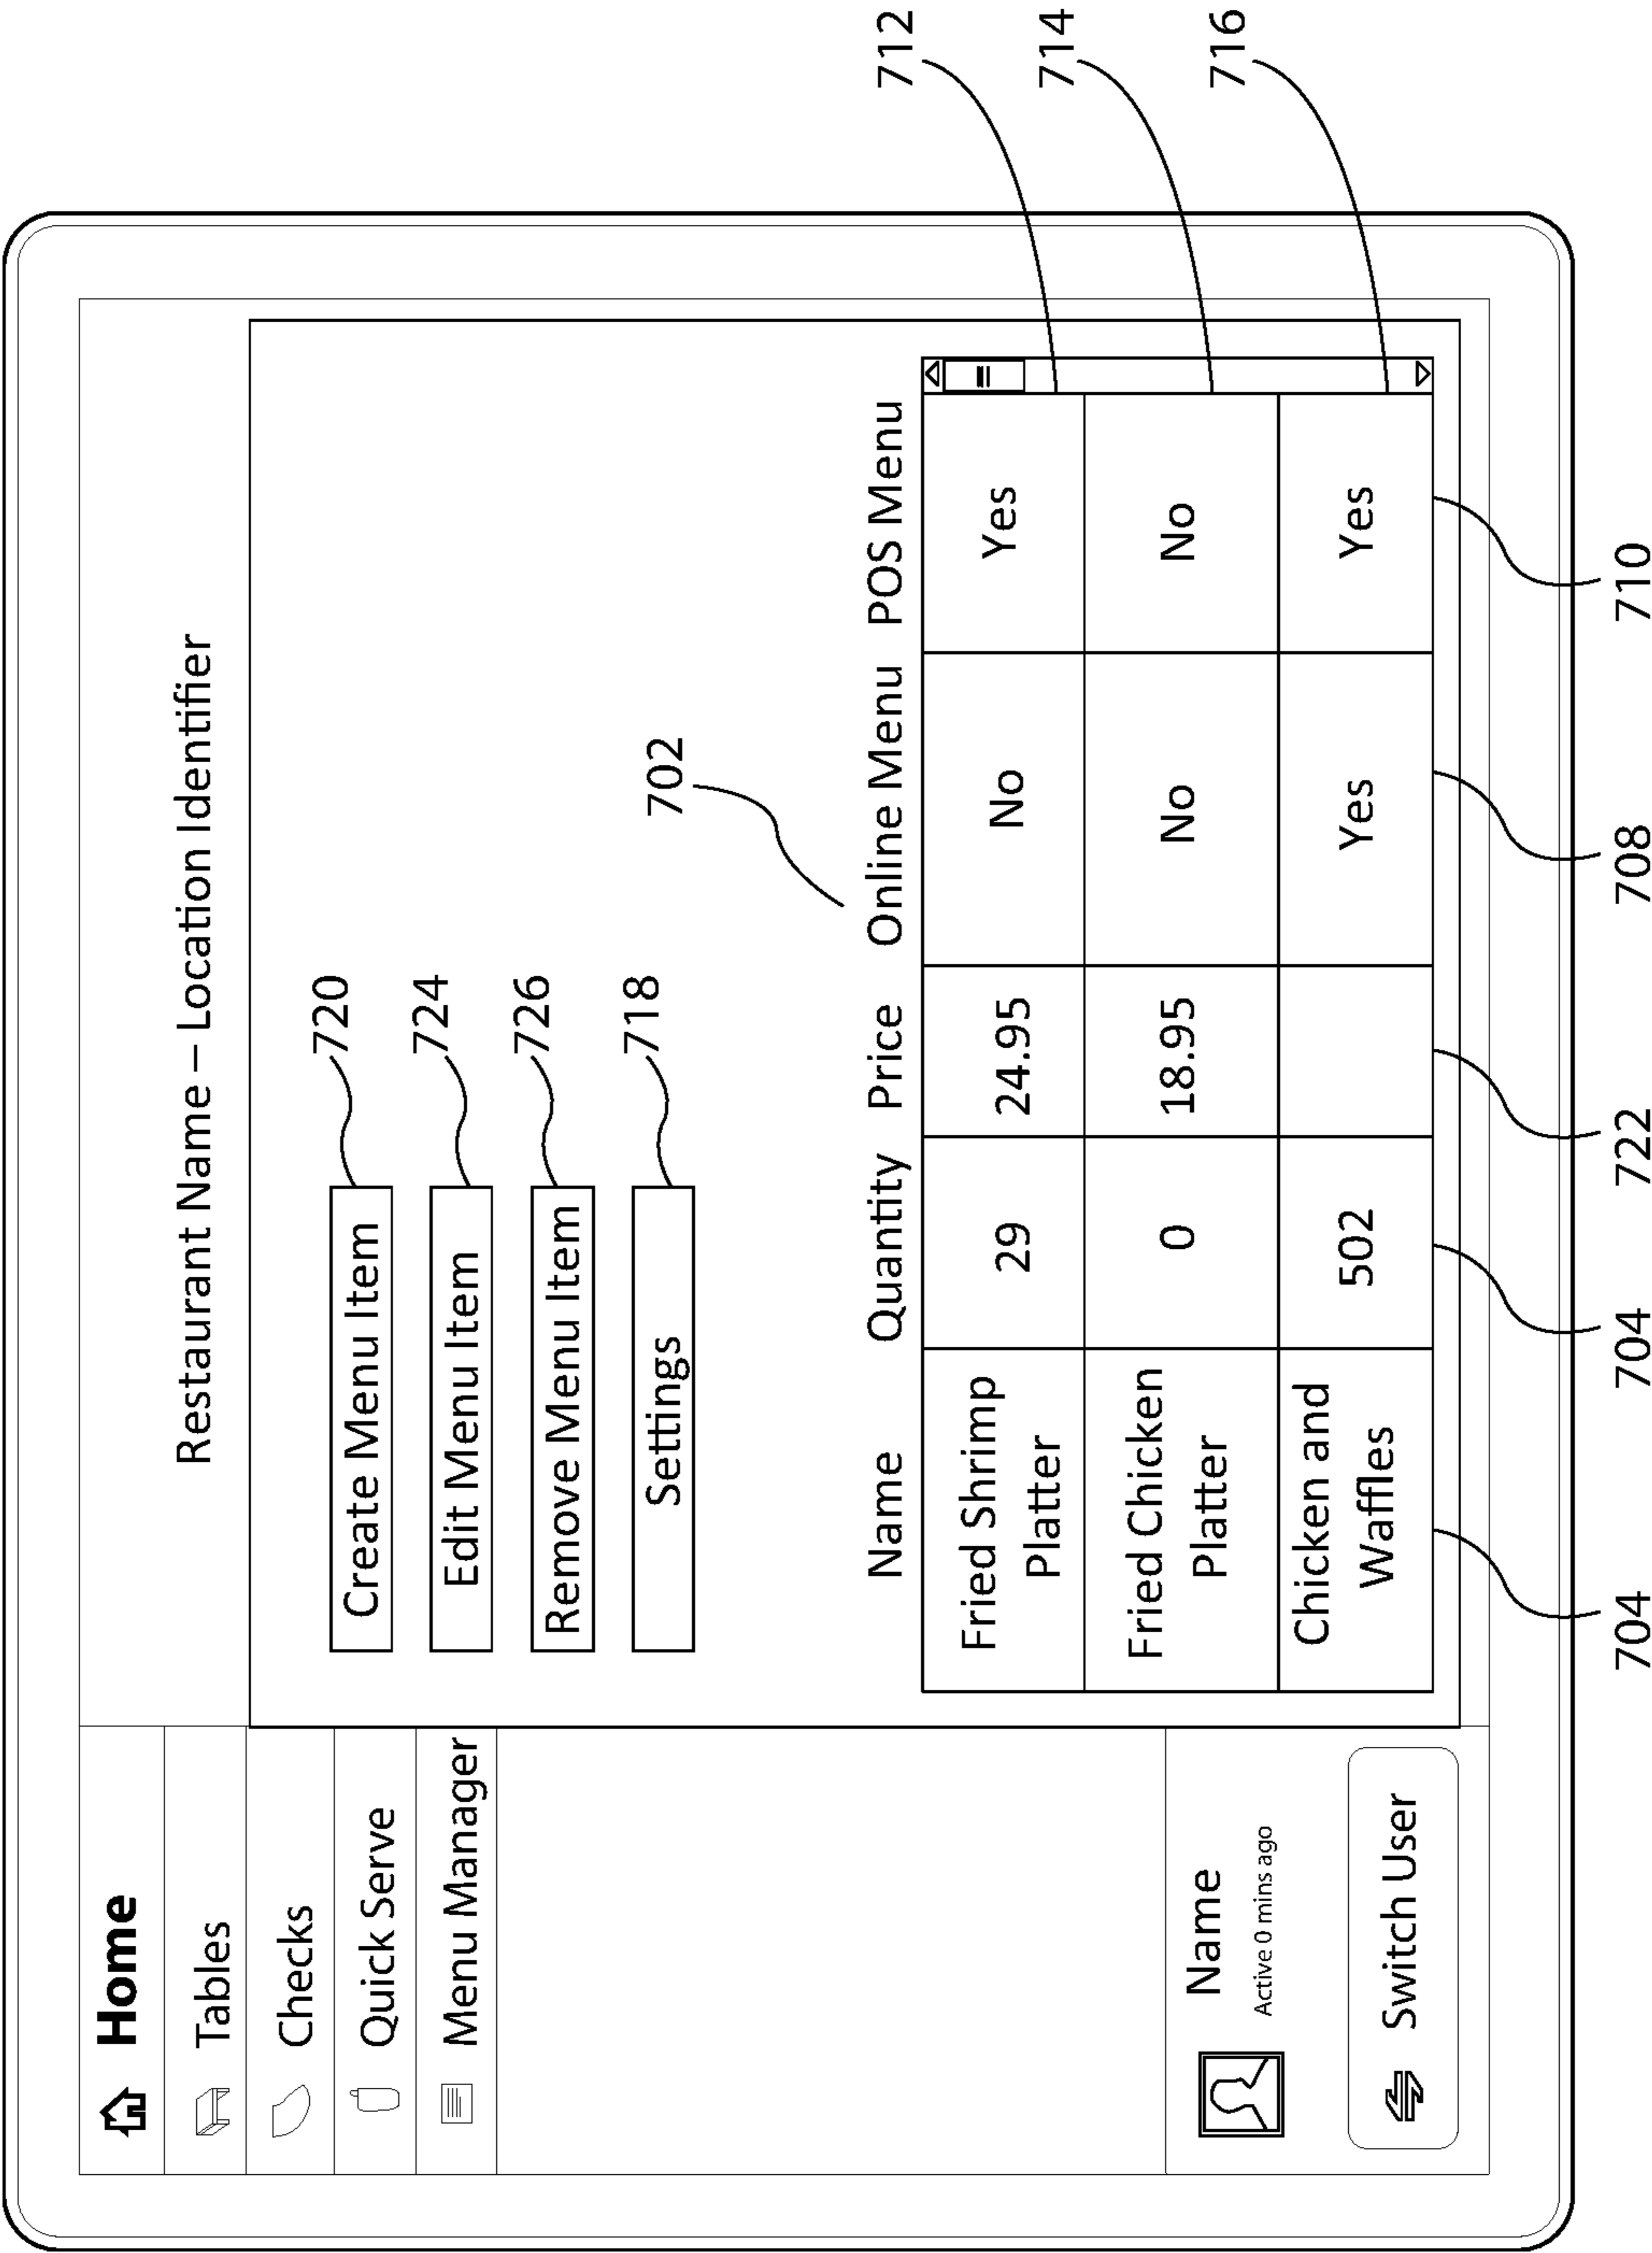 Restaurant Name – Location Identifier
Home
Tables
Checks
Quick Serve
Menu Manager
Name
Active 0 mins ago
Switch User
Create Menu Item
720
Edit Menu Item
724
Remove Menu Item
726
Settings
718
702
Name Quantity Price Online Menu POS Menu
Fried Shrimp
Platter
29 24.95 No Yes
712
Fried Chicken
Platter
0 18.95 No No
714
Chicken and
Waffles
502 Yes Yes
716
704 704 722 708 710